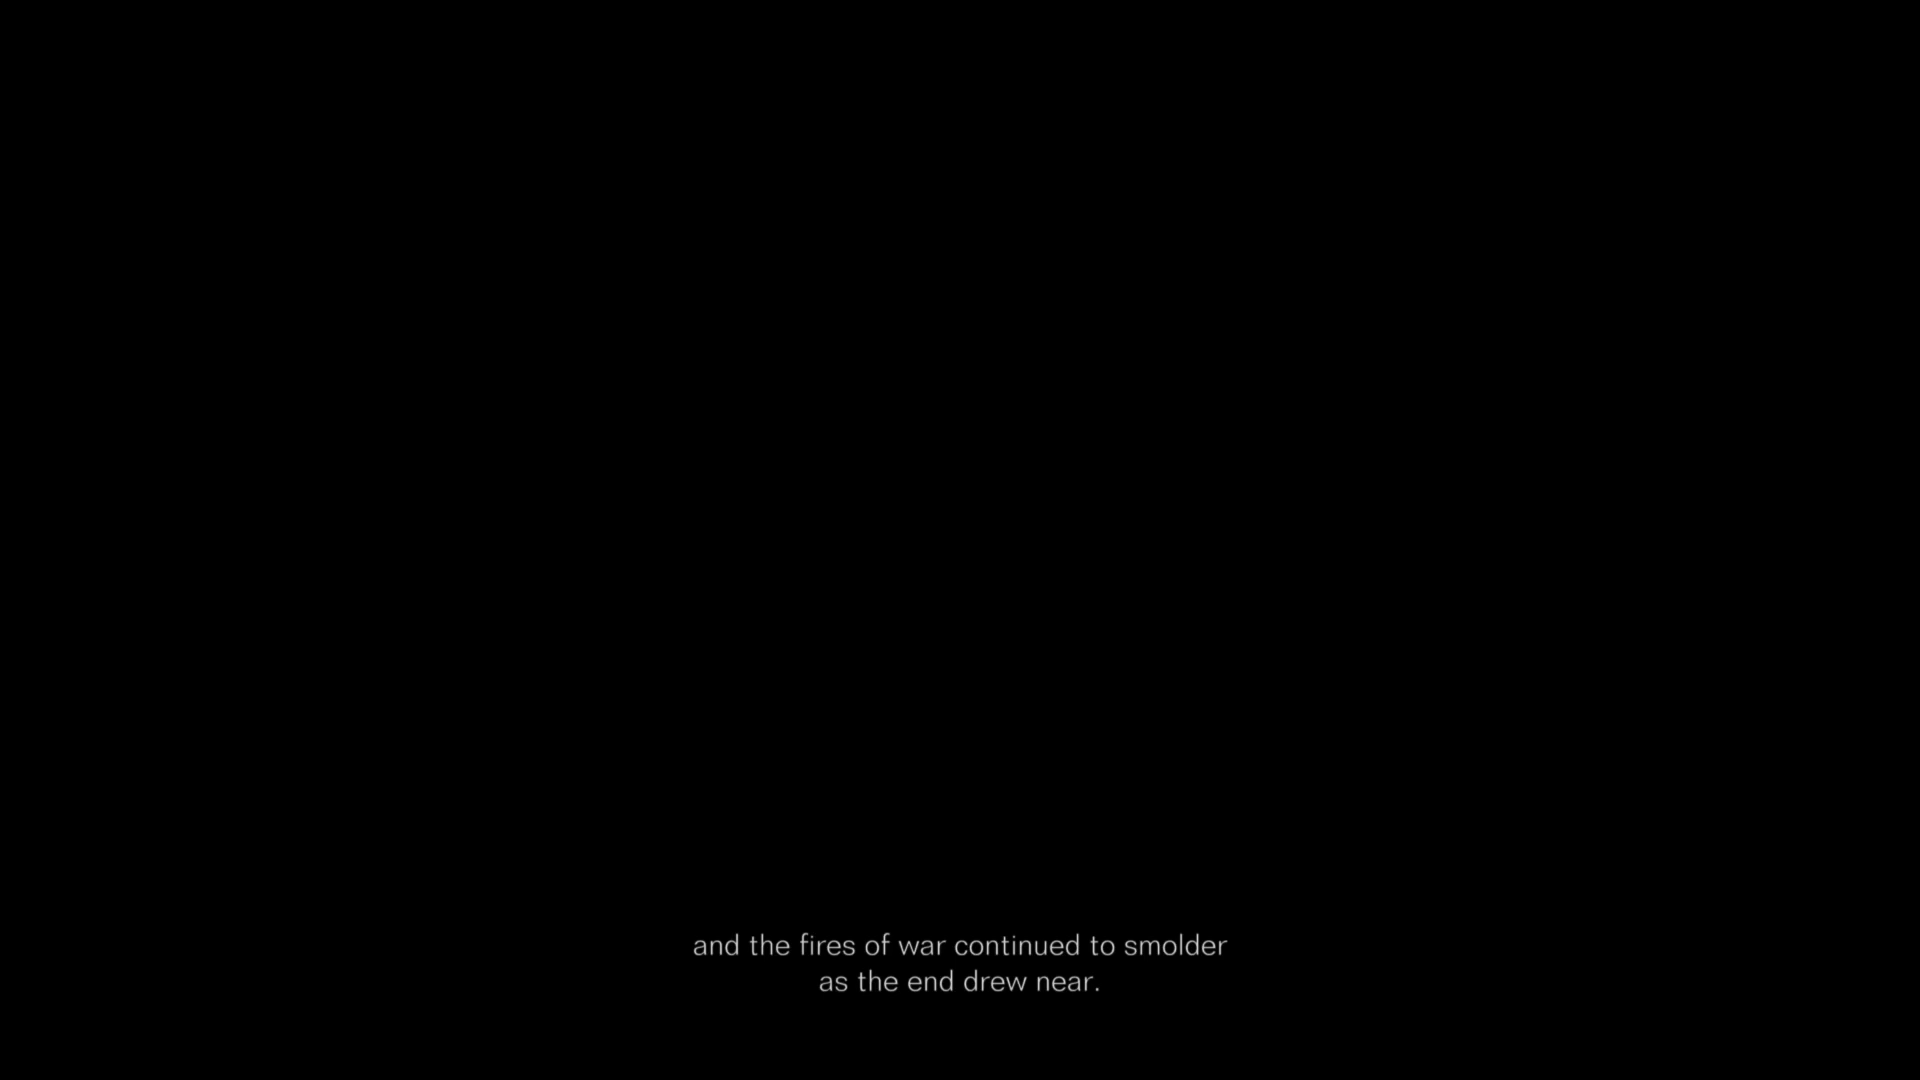 and the fires of war continued to smolder
as the end drew near.